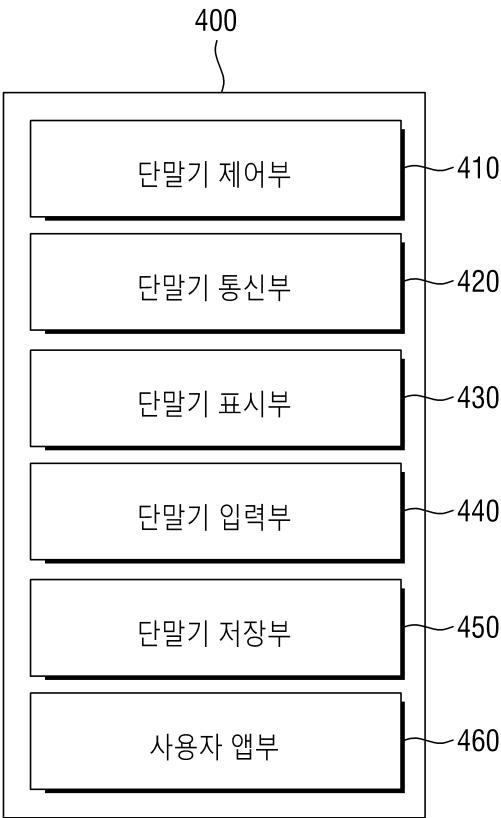 400
단말기 제어부 410
단말기 통신부 420
단말기 표시부 430
단말기 입력부 440
단말기 저장부 450
사용자 앱부 460